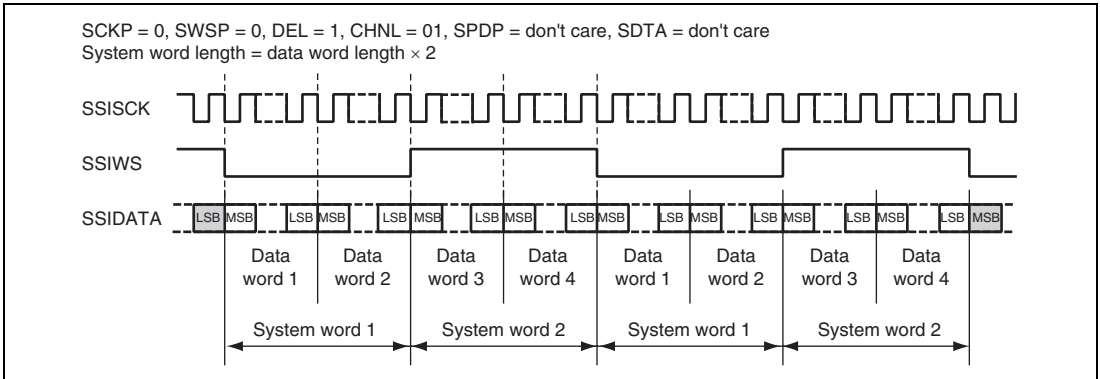 SCKP = 0, SWSP = 0, DEL = 1, CHNL = 01, SPDP = don't care, SDTA = don't care
System word length = data word length × 2
SSISCK
SSIWS
SSIDATA
LSB MSB LSB MSB LSB MSB LSB MSB LSB MSB LSB MSB LSB MSB LSB MSB LSB MSB
Data word 1
Data word 2
Data word 3
Data word 4
Data word 1
Data word 2
Data word 3
Data word 4
System word 1
System word 2
System word 1
System word 2